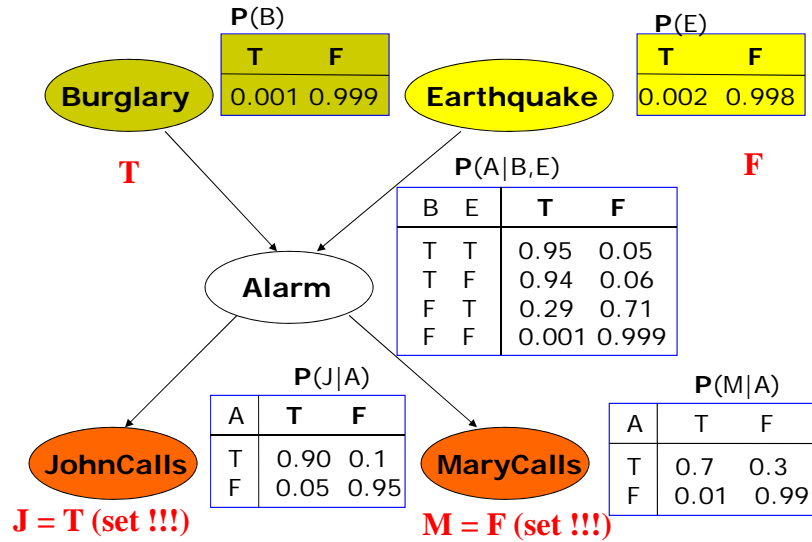 P(B)
T F
0.001 0.999
P(E)
T F
0.002 0.998
Burglary
Earthquake
T
F
P(A|B,E)
B E T F
T T 0.95 0.05
T F 0.94 0.06
F T 0.29 0.71
F F 0.001 0.999
Alarm
P(J|A)
A T F
T 0.90 0.1
F 0.05 0.95
P(M|A)
A T F
T 0.7 0.3
F 0.01 0.99
JohnCalls
MaryCalls
J = T (set !!!)
M = F (set !!!)